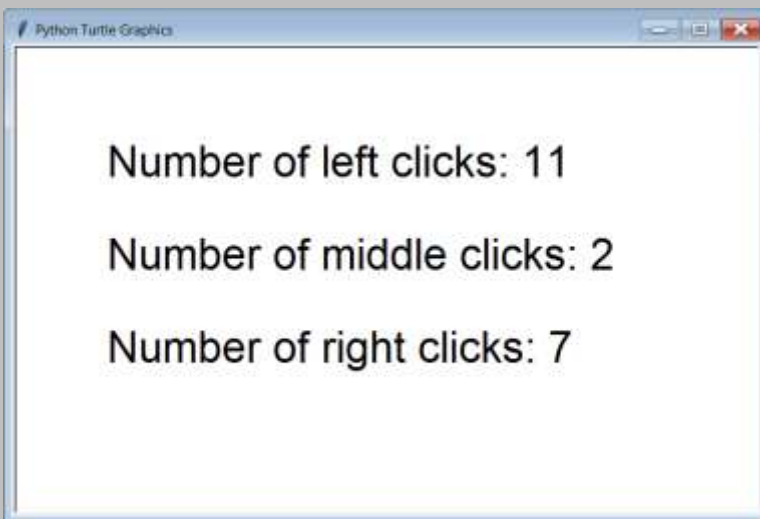 Python Turtle Graphics
Number of left clicks: 11
Number of middle clicks: 2
Number of right clicks: 7